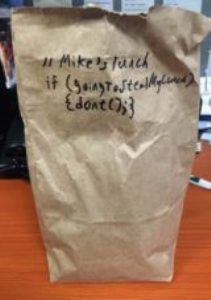 // Mike's lunch
if (goingToStealMyLunch)
{dont();}